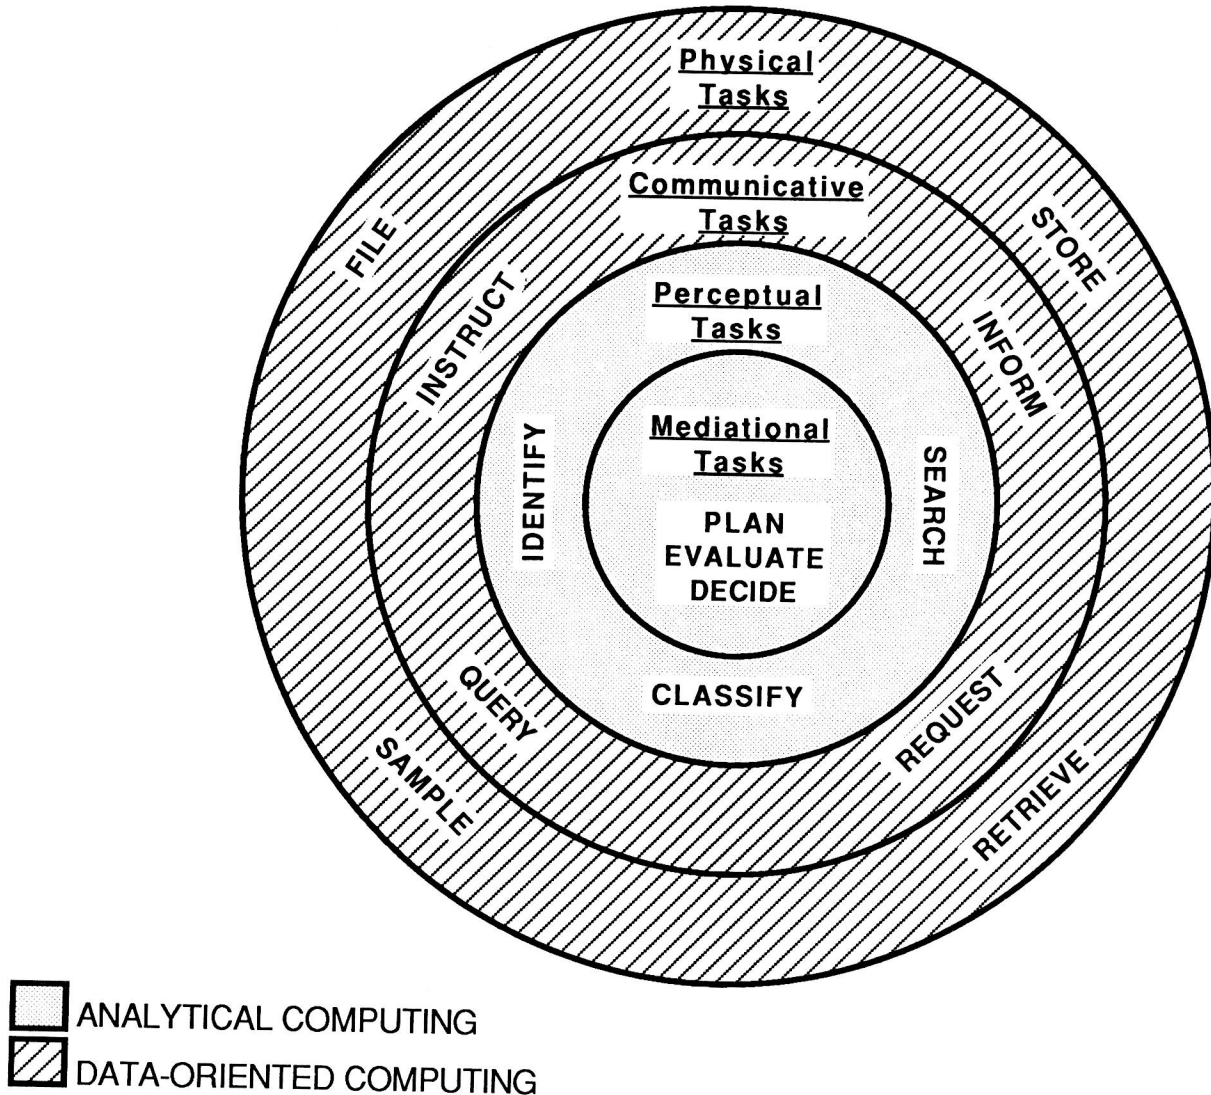 Physical
Tasks
Communicative
Tasks
Perceptual
Tasks
Mediational
Tasks
PLAN
EVALUATE
DECIDE
FILE
STORE
INSTRUCT
INFORM
IDENTIFY
SEARCH
CLASSIFY
QUERY
REQUEST
SAMPLE
RETRIEVE
ANALYTICAL COMPUTING
DATA-ORIENTED COMPUTING